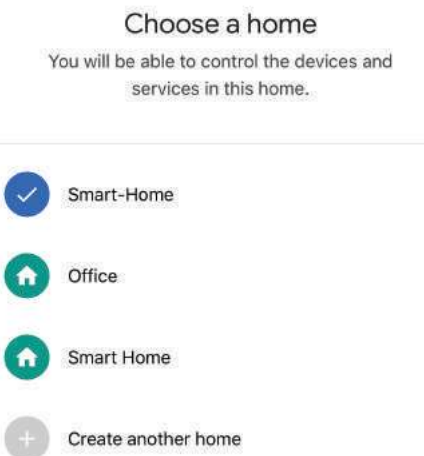 Choose a home
You will be able to control the devices and
services in this home.
Smart-Home
Office
Smart Home
Create another home